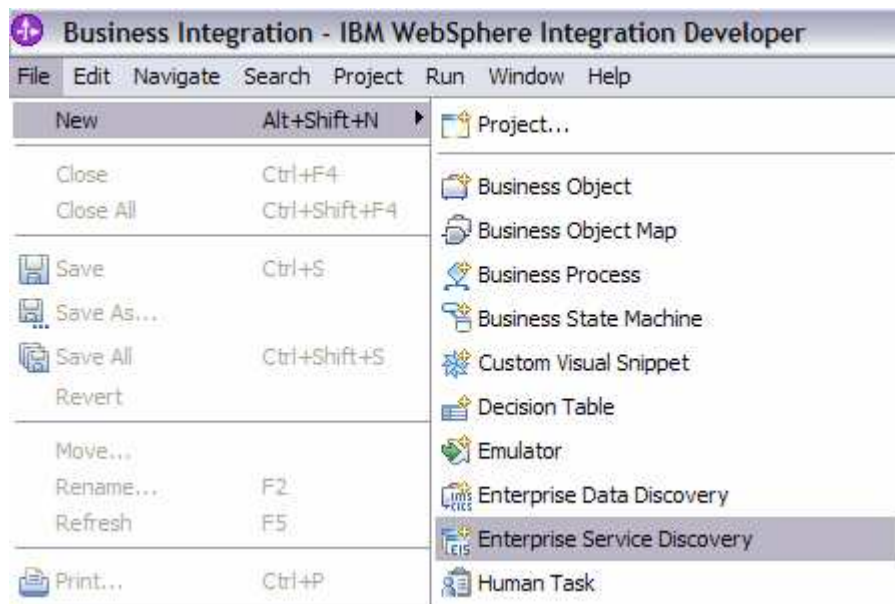 Business Integration - IBM WebSphere Integration Developer
File Edit Navigate Search Project Run Window Help
New Alt+Shift+N
Close Ctrl+F4
Close All Ctrl+Shift+F4
Save Ctrl+S
Save As...
Save All Ctrl+Shift+S
Revert
Move...
Rename... F2
Refresh F5
Print... Ctrl+P
Project...
Business Object
Business Object Map
Business Process
Business State Machine
Custom Visual Snippet
Decision Table
Emulator
Enterprise Data Discovery
Enterprise Service Discovery
Human Task